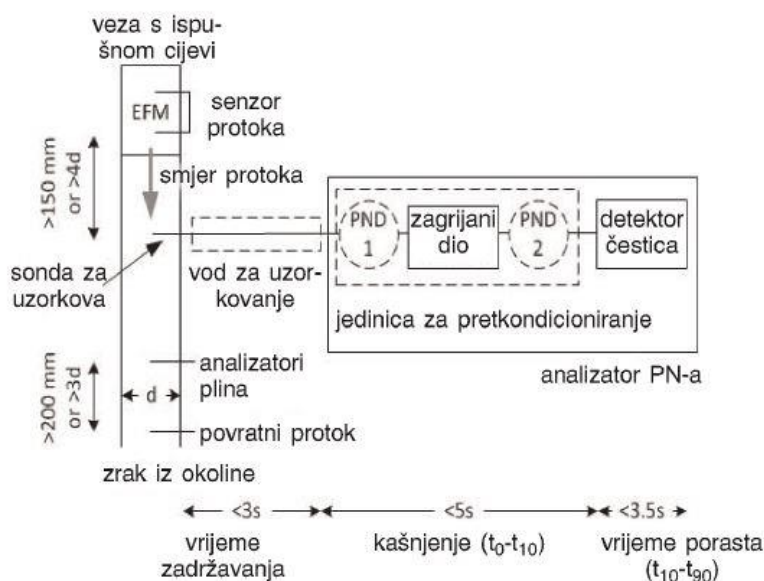 veza s ispu-
šnom cijevi
EFM
senzor
protoka
>150 mm
or >4d
smjer protoka
PND
1
zagrijani
dio
PND
2
detektor
čestica
sonda za
uzorkova
vod za uzor-
kovanje
jedinica za pretkondicioniranje
analizator PN-a
>200 mm
or >3d
d
analizatori
plina
povratni protok
zrak iz okoline
<3s
<5s
<3.5s
vrijeme
zadržavanja
kašnjenje (t0-t10)
vrijeme porasta
(t10-t90)